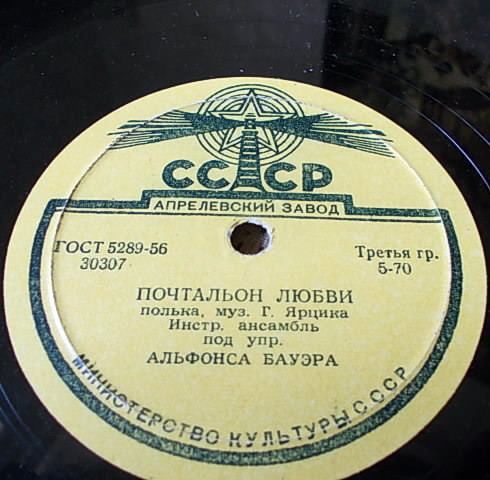 СССР
АПРЕЛЕВСКИЙ ЗАВОД
ГОСТ 5289-56
30307
Третья гр.
5-70
ПОЧТАЛЬОН ЛЮБВИ
полька, муз. Г. Ярцика
Инстр. ансамбль
под упр.
АЛЬФОНСА БАУЭРА
МИНИСТЕРСТВО КУЛЬТУРЫ СССР